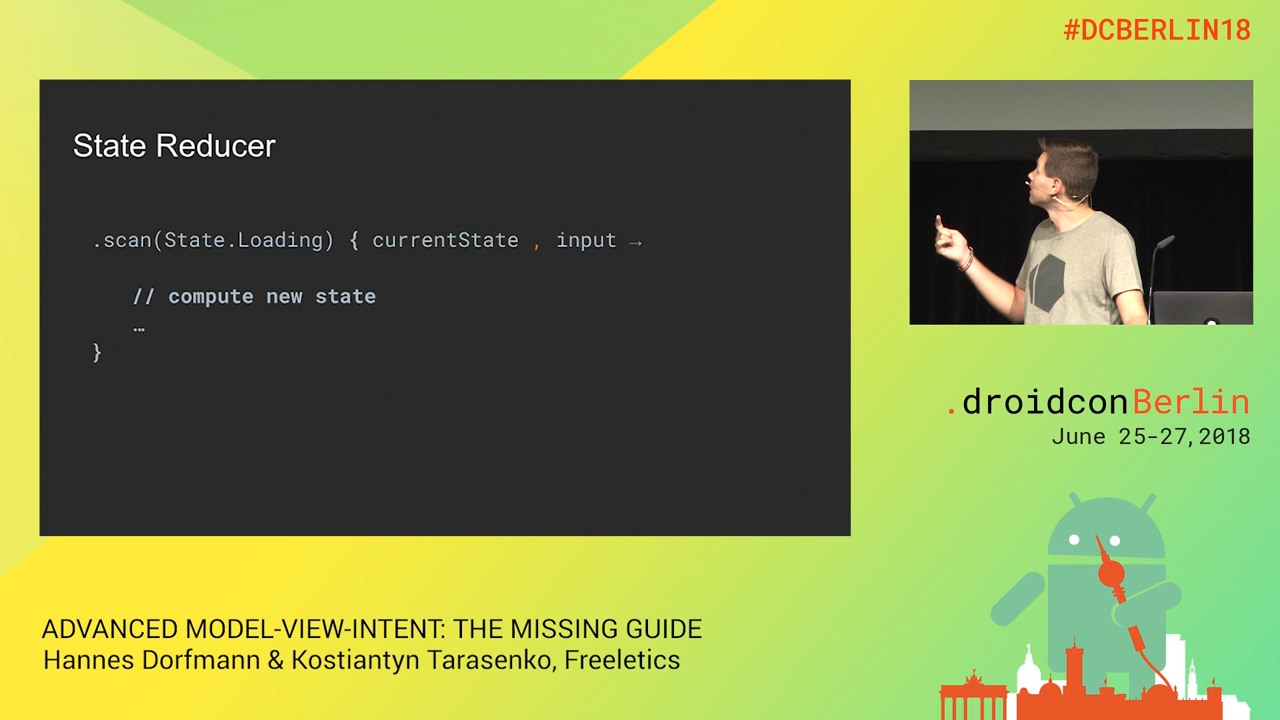 #DCBERLIN18
State Reducer
.scan(State.Loading) { currentState , input →
// compute new state
…
}
.droidconBerlin
June 25-27, 2018
ADVANCED MODEL-VIEW-INTENT: THE MISSING GUIDE
Hannes Dorfmann & Kostiantyn Tarasenko, Freeletics